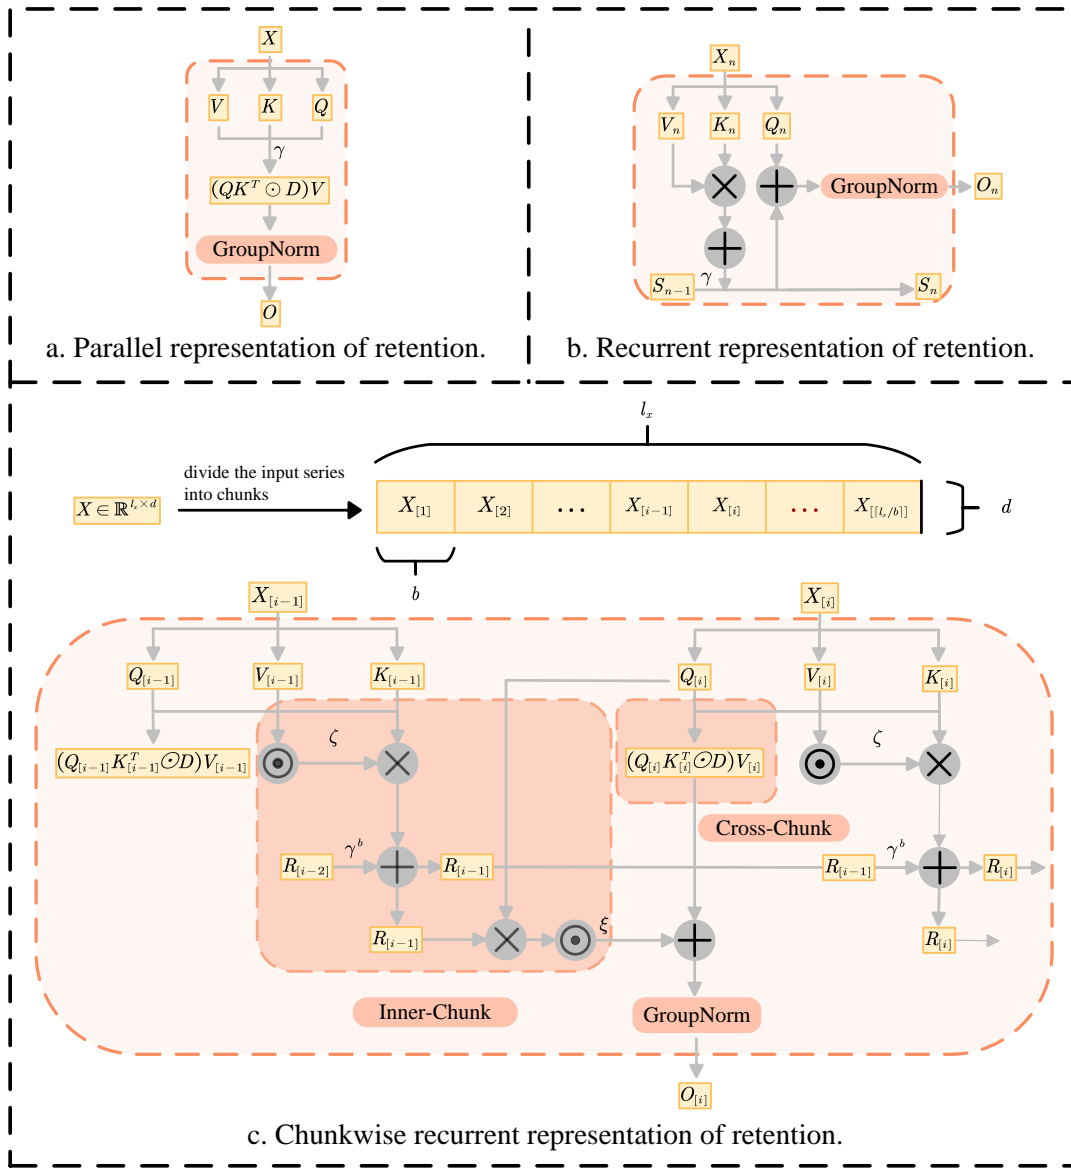 X
V K Q
γ
(QK^T ⊙ D)V
GroupNorm
O
a. Parallel representation of retention.
X_n
V_n K_n Q_n
GroupNorm
O_n
γ
S_{n−1}
S_n
b. Recurrent representation of retention.
l_x
divide the input series
into chunks
X ∈ ℝ^{l_x×d}
X_{[1]} X_{[2]} ... X_{[i−1]} X_{[i]} ... X_{[⌈l_x/b⌉]}
d
b
X_{[i−1]} X_{[i]}
Q_{[i−1]} V_{[i−1]} K_{[i−1]} Q_{[i]} V_{[i]} K_{[i]}
ζ ζ
(Q_{[i−1]}K^T_{[i−1]}⊙D)V_{[i−1]} (Q_{[i]}K^T_{[i]}⊙D)V_{[i]}
Cross-Chunk
γ^b γ^b
R_{[i−2]} R_{[i−1]} R_{[i−1]} R_{[i]}
ξ
R_{[i−1]} R_{[i]}
Inner-Chunk
GroupNorm
O_{[i]}
c. Chunkwise recurrent representation of retention.